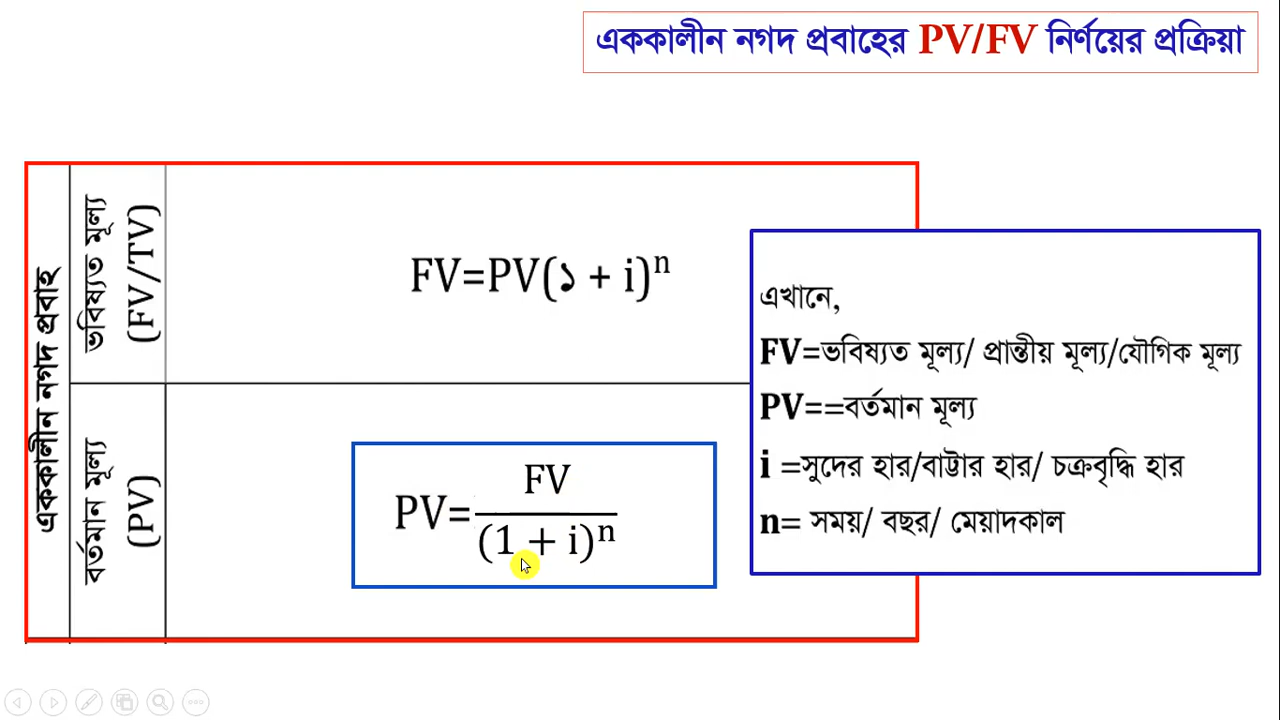 এককালীন নগদ প্রবাহের PV/FV নির্ণয়ের প্রক্রিয়া
এককালীন নগদ প্রবাহ
ভবিষ্যত মূল্য
(FV/TV)
FV=PV(১ + i)ⁿ
বর্তমান মূল্য
(PV)
PV=
FV
(1 + i)ⁿ
এখানে,
FV=ভবিষ্যত মূল্য/ প্রান্তীয় মূল্য/যৌগিক মূল্য
PV==বর্তমান মূল্য
i =সুদের হার/বাট্টার হার/ চক্রবৃদ্ধি হার
n= সময়/ বছর/ মেয়াদকাল